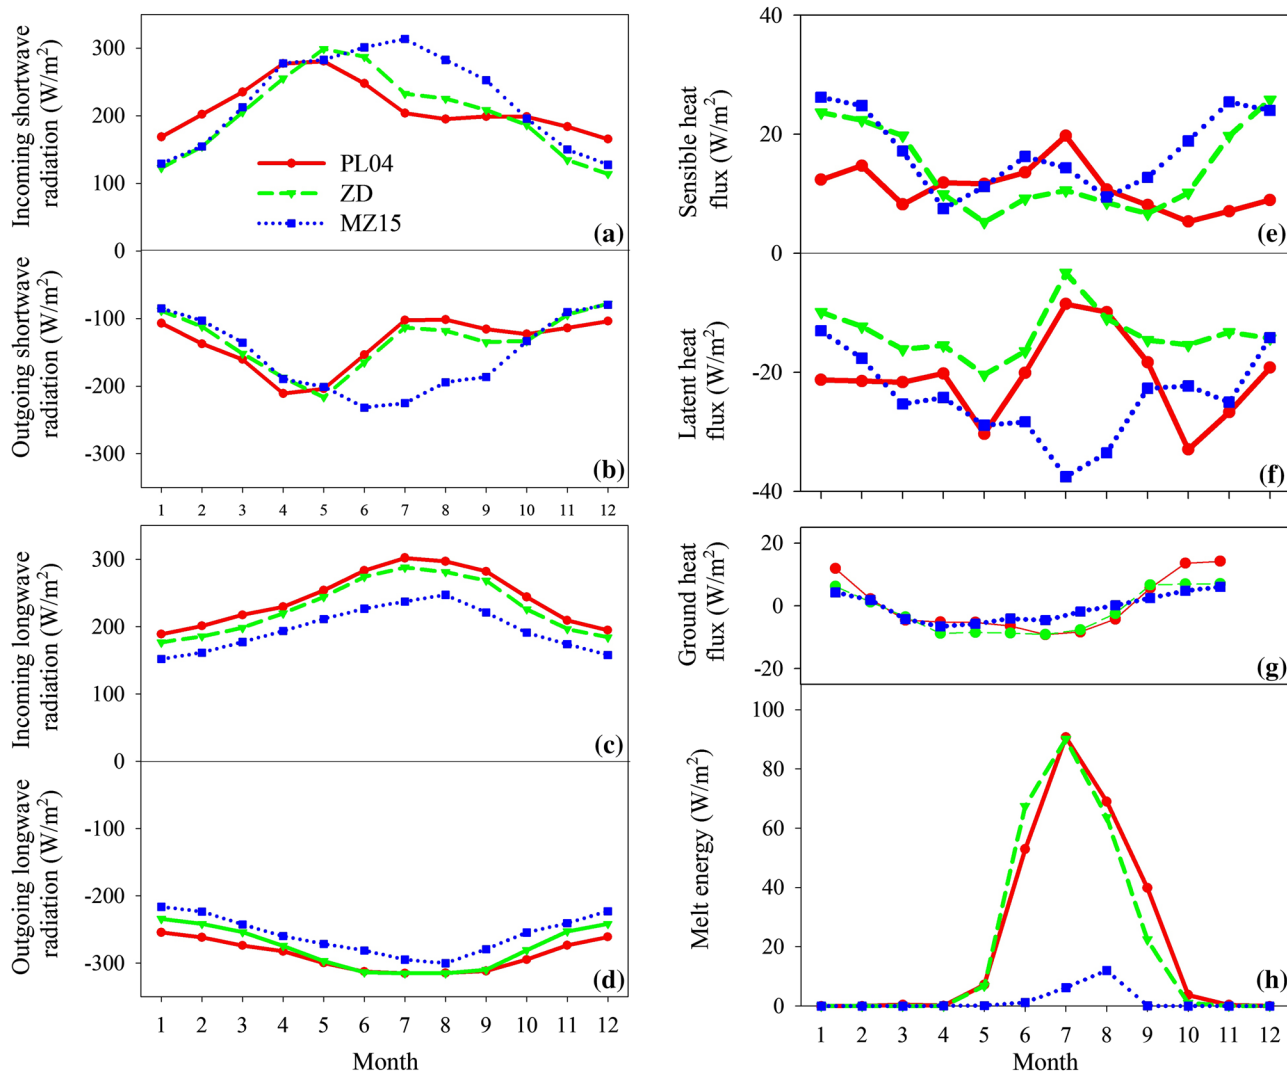 Incoming shortwave
radiation (W/m²)
300
200
100
0
PL04
ZD
MZ15
(a)
Outgoing shortwave
radiation (W/m²)
-100
-200
-300
(b)
1 2 3 4 5 6 7 8 9 10 11 12
Incoming longwave
radiation (W/m²)
300
200
100
0
(c)
Outgoing longwave
radiation (W/m²)
-100
-200
-300
(d)
1 2 3 4 5 6 7 8 9 10 11 12
Month
Sensible heat
flux (W/m²)
40
20
0
(e)
Latent heat
flux (W/m²)
-20
-40
(f)
Ground heat
flux (W/m²)
20
0
-20
(g)
Melt energy (W/m²)
100
80
60
40
20
0
(h)
1 2 3 4 5 6 7 8 9 10 11 12
Month